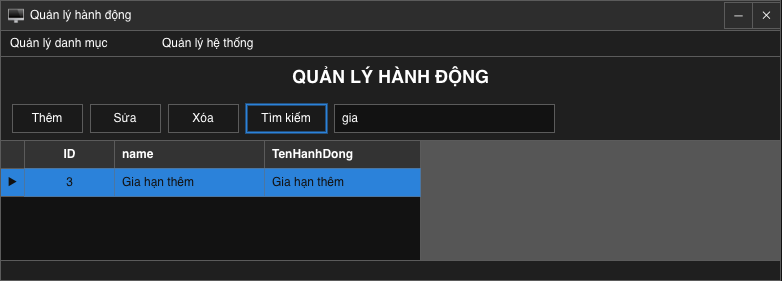 Quản lý hành động
Quản lý danh mục Quản lý hệ thống
QUẢN LÝ HÀNH ĐỘNG
Thêm Sửa Xóa Tìm kiếm gia
ID name TenHanhDong
3 Gia hạn thêm Gia hạn thêm